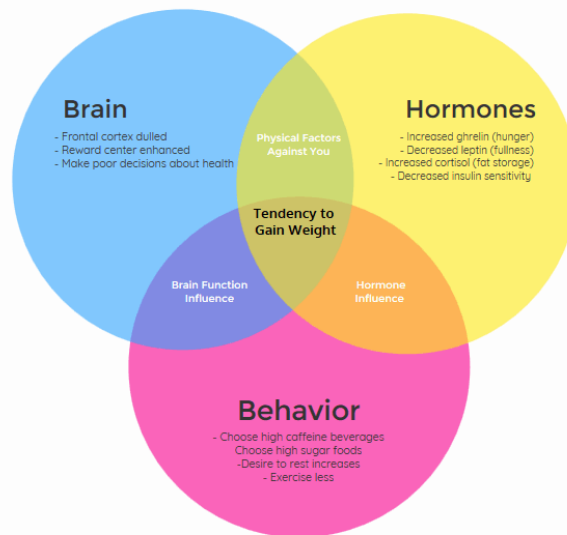 Brain
- Frontal cortex dulled
- Reward center enhanced
- Make poor decisions about health
Physical Factors
Against You
Hormones
- Increased ghrelin (hunger)
- Decreased leptin (fullness)
- Increased cortisol (fat storage)
- Decreased insulin sensitivity
Tendency to
Gain Weight
Brain Function
Influence
Hormone
Influence
Behavior
- Choose high caffeine beverages
Choose high sugar foods
-Desire to rest increases
- Exercise less